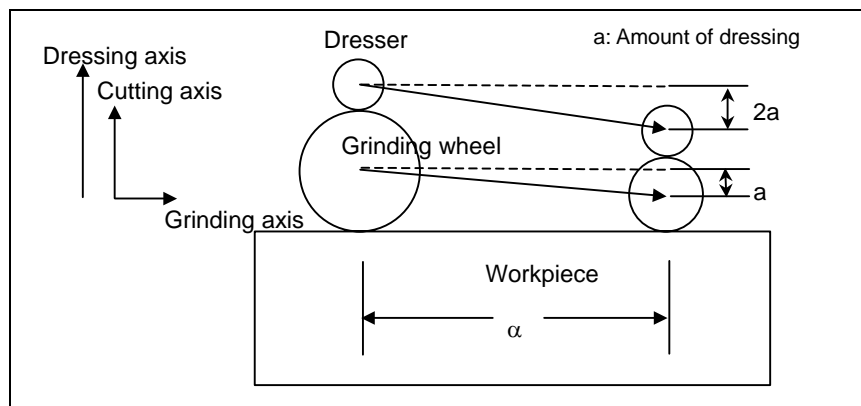 Dresser
a: Amount of dressing
Dressing axis
Cutting axis
2a
Grinding wheel
a
Grinding axis
Workpiece
α